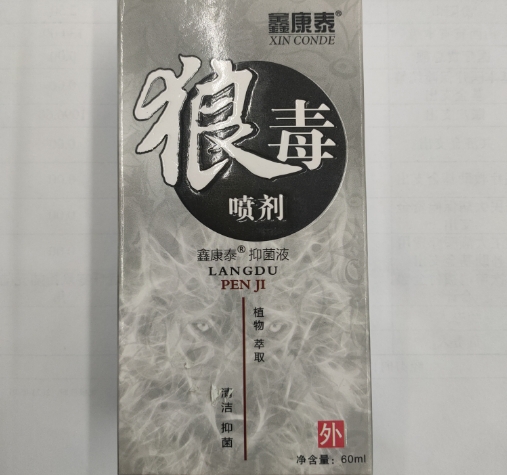 鑫康泰®
XIN CONDE
狼毒
喷剂
鑫康泰®抑菌液
LANGDU
PEN JI
植物 萃取
清洁 抑菌
外
净含量：60ml